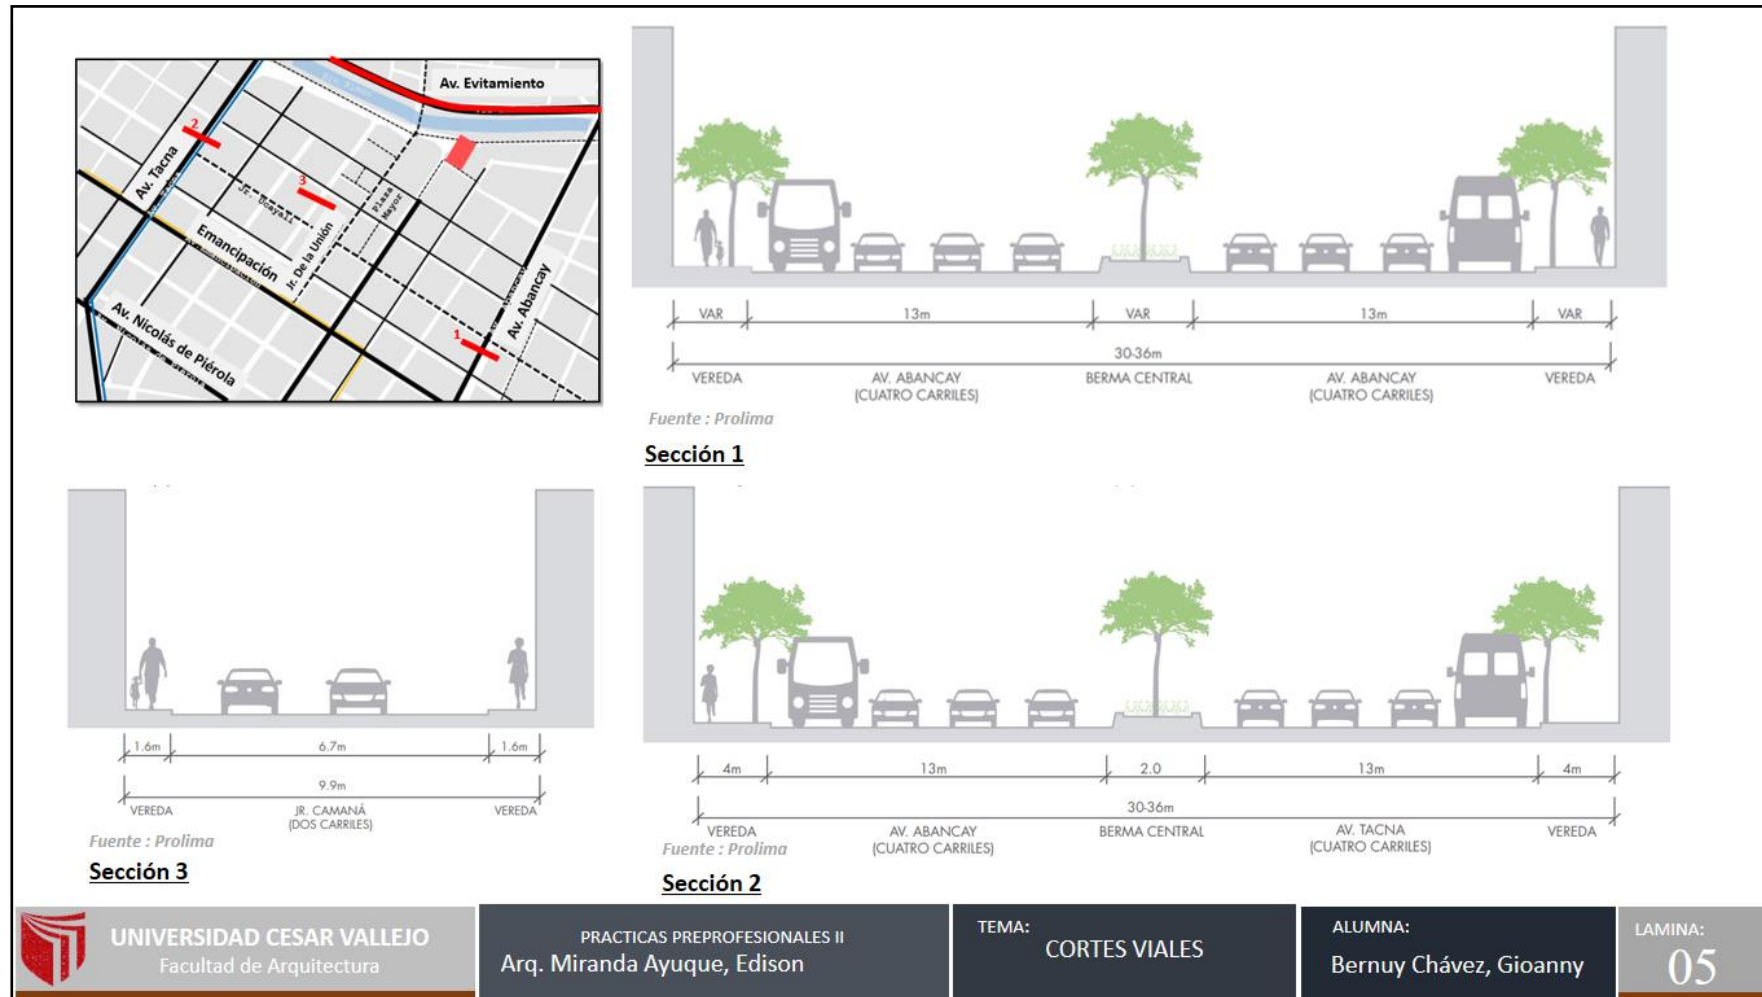 Av. Evitamiento
2
Av. Tacna
3
Jr. Ucayali
Plaza
Mayor
Emancipación
Jr. De la Unión
Av. Abancay
1
Av. Nicolás de Piérola
VAR
13m
VAR
13m
VAR
30-36m
VEREDA
AV. ABANCAY
(CUATRO CARRILES)
BERMA CENTRAL
AV. ABANCAY
(CUATRO CARRILES)
VEREDA
Fuente : Prolima
Sección 1
1.6m
6.7m
1.6m
9.9m
VEREDA
JR. CAMANÁ
(DOS CARRILES)
VEREDA
Fuente : Prolima
Sección 3
4m
13m
2.0
13m
4m
30-36m
VEREDA
AV. ABANCAY
(CUATRO CARRILES)
BERMA CENTRAL
AV. TACNA
(CUATRO CARRILES)
VEREDA
Fuente : Prolima
Sección 2
UNIVERSIDAD CESAR VALLEJO
Facultad de Arquitectura
PRACTICAS PREPROFESIONALES II
Arq. Miranda Ayuque, Edison
TEMA:
CORTES VIALES
ALUMNA:
Bernuy Chávez, Gioanny
LAMINA:
05